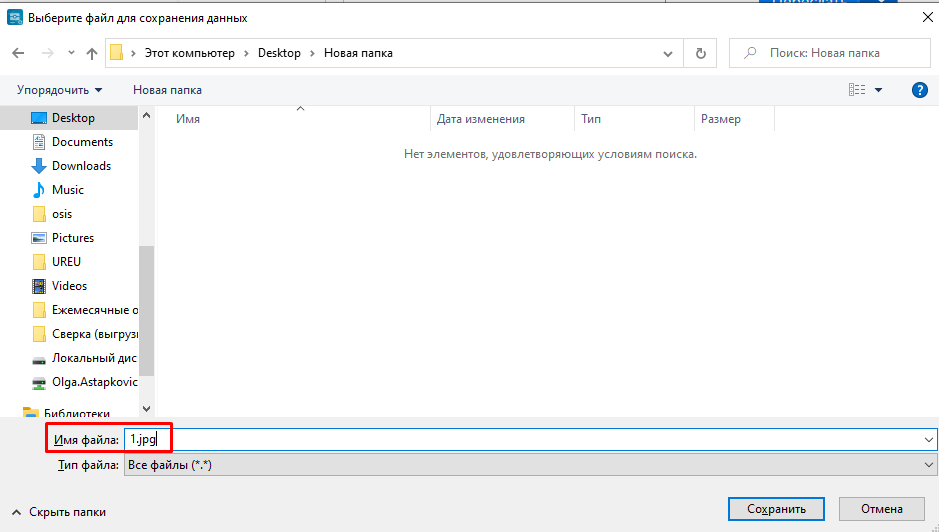 Выберите файл для сохранения данных
Этот компьютер > Desktop > Новая папка
Поиск: Новая папка
Упорядочить
Новая папка
?
Имя
Дата изменения
Тип
Размер
Нет элементов, удовлетворяющих условиям поиска.
Desktop
Documents
Downloads
Music
osis
Pictures
UREU
Videos
Ежемесячные о
Сверка (выгруз
Локальный дис
Olga.Astapkovic
Библиотеки
Имя файла: 1.jpg
Тип файла: Все файлы (*.*)
Скрыть папки
Сохранить
Отмена